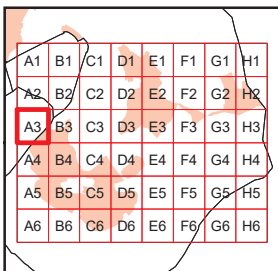 A1 B1 C1 D1 E1 F1 G1 H1
A2 B2 C2 D2 E2 F2 G2 H2
A3 B3 C3 D3 E3 F3 G3 H3
A4 B4 C4 D4 E4 F4 G4 H4
A5 B5 C5 D5 E5 F5 G5 H5
A6 B6 C6 D6 E6 F6 G6 H6